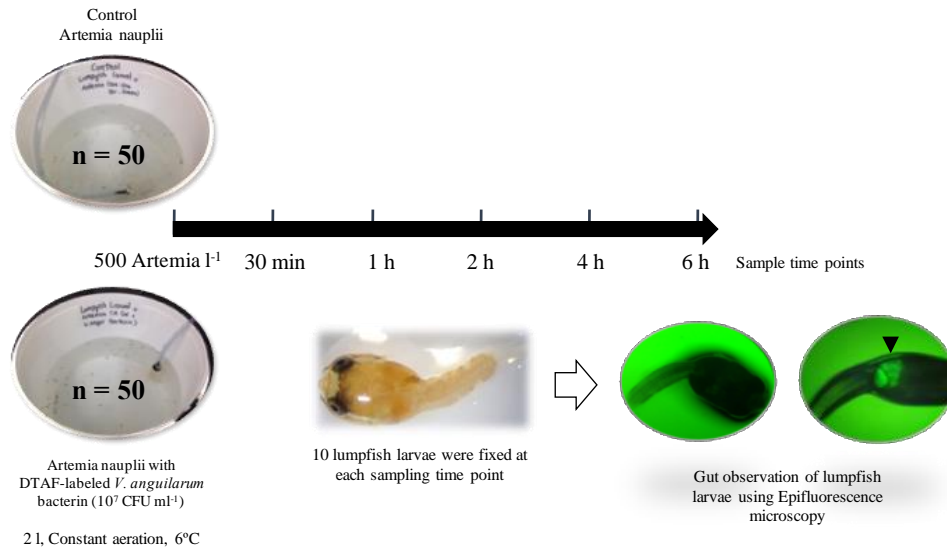 Control
Artemia nauplii
n = 50
500 Artemia l⁻¹
30 min
1 h
2 h
4 h
6 h
Sample time points
n = 50
Artemia nauplii with
DTAF-labeled V. anguilarum
bacterin (10⁷ CFU ml⁻¹)
2 l, Constant aeration, 6ºC
10 lumpfish larvae were fixed at
each sampling time point
Gut observation of lumpfish
larvae using Epifluorescence
microscopy